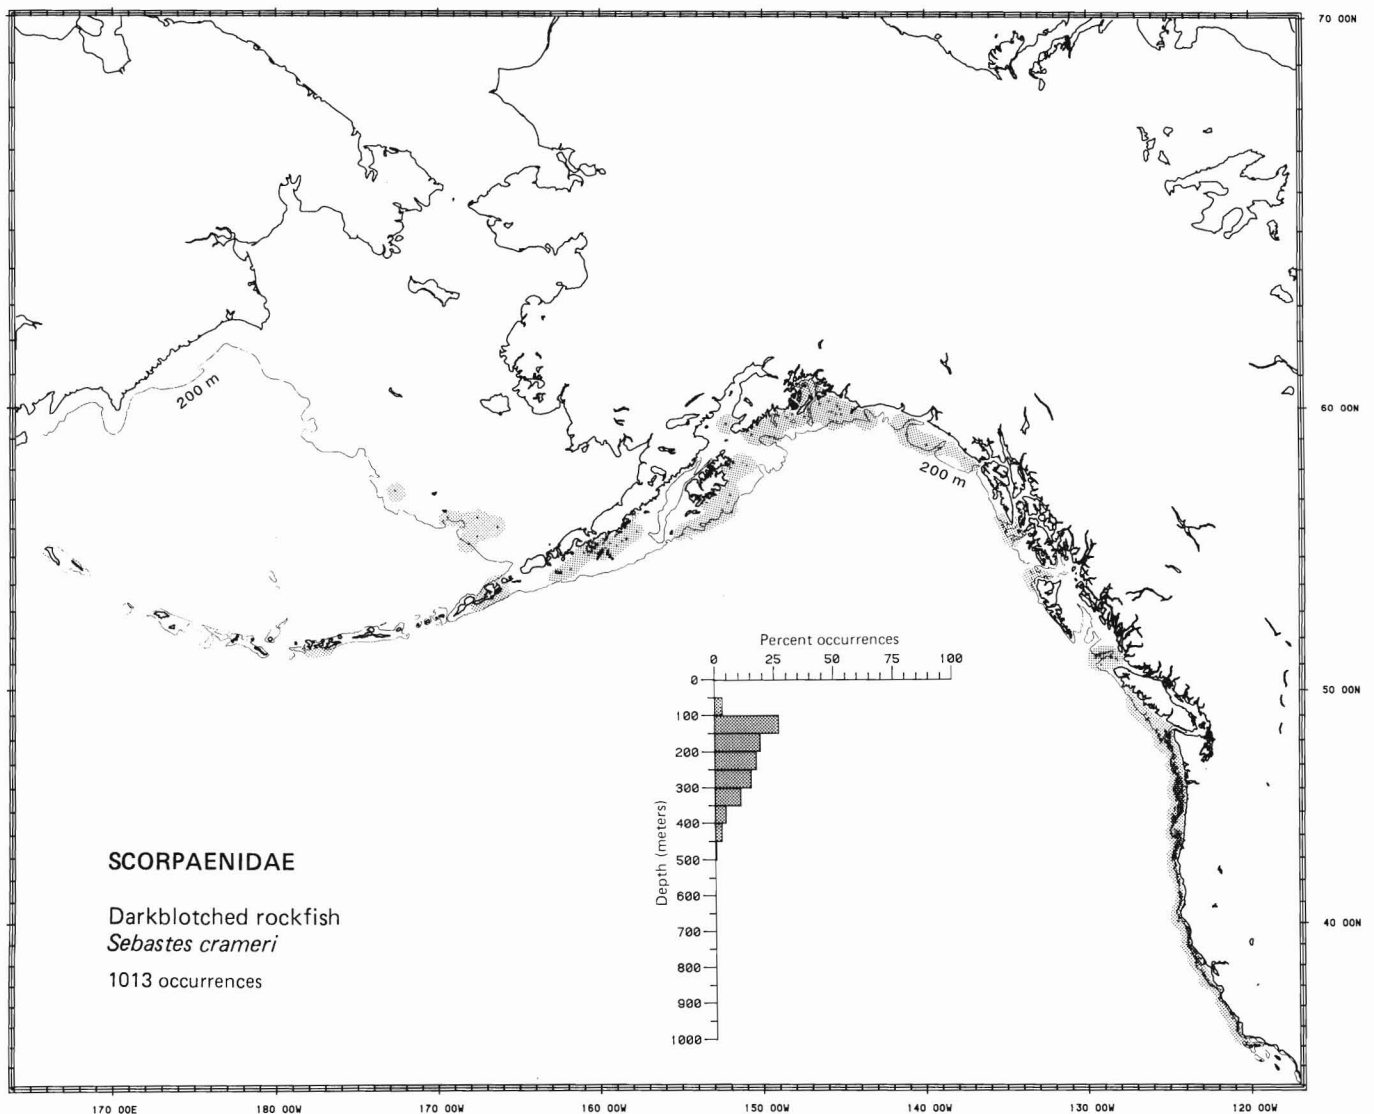 70 00N
200 m
60 00N
200 m
Percent occurrences
0 25 50 75 100
0
50 00N
100
200
300
400
Depth (meters)
500
600
700
800
900
1000
40 00N
SCORPAENIDAE
Darkblotched rockfish
Sebastes crameri
1013 occurrences
170 00E 180 00W 170 00W 160 00W 150 00W 140 00W 130 00W 120 00W